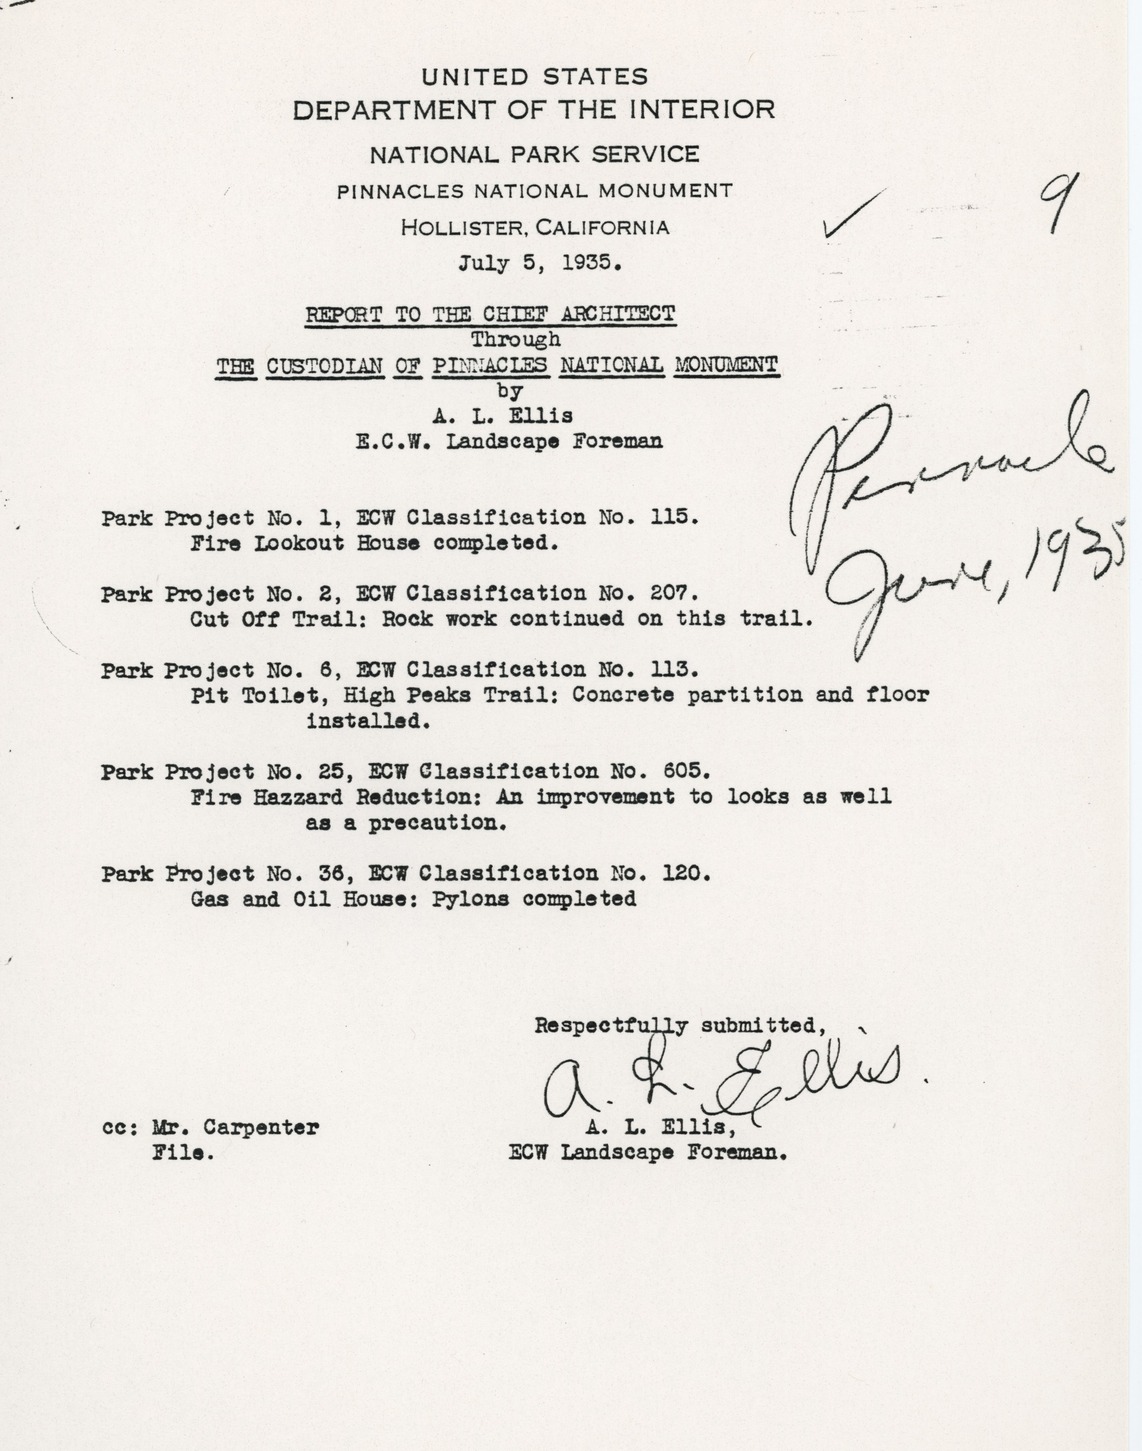 UNITED STATES
DEPARTMENT OF THE INTERIOR
NATIONAL PARK SERVICE
PINNACLES NATIONAL MONUMENT
HOLLISTER, CALIFORNIA
9
July 5, 1935.
REPORT TO THE CHIEF ARCHITECT
Through
THE CUSTODIAN OF PINNACLES NATIONAL MONUMENT
by
A. L. Ellis
E.C.W. Landscape Foreman
Pinnacle
June, 1935
Park Project No. 1, ECW Classification No. 115.
Fire Lookout House completed.
Park Project No. 2, ECW Classification No. 207.
Cut Off Trail: Rock work continued on this trail.
Park Project No. 6, ECW Classification No. 113.
Pit Toilet, High Peaks Trail: Concrete partition and floor
installed.
Park Project No. 25, ECW Classification No. 605.
Fire Hazzard Reduction: An improvement to looks as well
as a precaution.
Park Project No. 36, ECW Classification No. 120.
Gas and Oil House: Pylons completed
Respectfully submitted,
A. L. Ellis.
A. L. Ellis,
ECW Landscape Foreman.
cc: Mr. Carpenter
File.